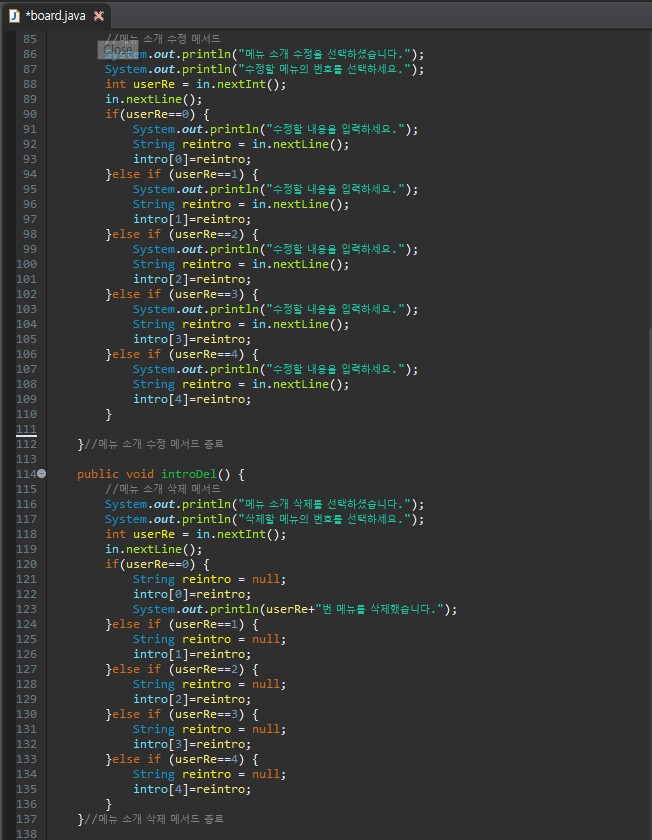 *board.java
85 //메뉴 소개 수정 메서드
Close
86 System.out.println("메뉴 소개 수정을 선택하셨습니다.");
87 System.out.println("수정할 메뉴의 번호를 선택하세요.");
88 int userRe = in.nextInt();
89 in.nextLine();
90 if(userRe==0) {
91 System.out.println("수정할 내용을 입력하세요.");
92 String reintro = in.nextLine();
93 intro[0]=reintro;
94 }else if (userRe==1) {
95 System.out.println("수정할 내용을 입력하세요.");
96 String reintro = in.nextLine();
97 intro[1]=reintro;
98 }else if (userRe==2) {
99 System.out.println("수정할 내용을 입력하세요.");
100 String reintro = in.nextLine();
101 intro[2]=reintro;
102 }else if (userRe==3) {
103 System.out.println("수정할 내용을 입력하세요.");
104 String reintro = in.nextLine();
105 intro[3]=reintro;
106 }else if (userRe==4) {
107 System.out.println("수정할 내용을 입력하세요.");
108 String reintro = in.nextLine();
109 intro[4]=reintro;
110 }
111
112 }//메뉴 소개 수정 메서드 종료
113
114 public void introDel() {
115 //메뉴 소개 삭제 메서드
116 System.out.println("메뉴 소개 삭제를 선택하셨습니다.");
117 System.out.println("삭제할 메뉴의 번호를 선택하세요.");
118 int userRe = in.nextInt();
119 in.nextLine();
120 if(userRe==0) {
121 String reintro = null;
122 intro[0]=reintro;
123 System.out.println(userRe+"번 메뉴를 삭제했습니다.");
124 }else if (userRe==1) {
125 String reintro = null;
126 intro[1]=reintro;
127 }else if (userRe==2) {
128 String reintro = null;
129 intro[2]=reintro;
130 }else if (userRe==3) {
131 String reintro = null;
132 intro[3]=reintro;
133 }else if (userRe==4) {
134 String reintro = null;
135 intro[4]=reintro;
136 }
137 }//메뉴 소개 삭제 메서드 종료
138